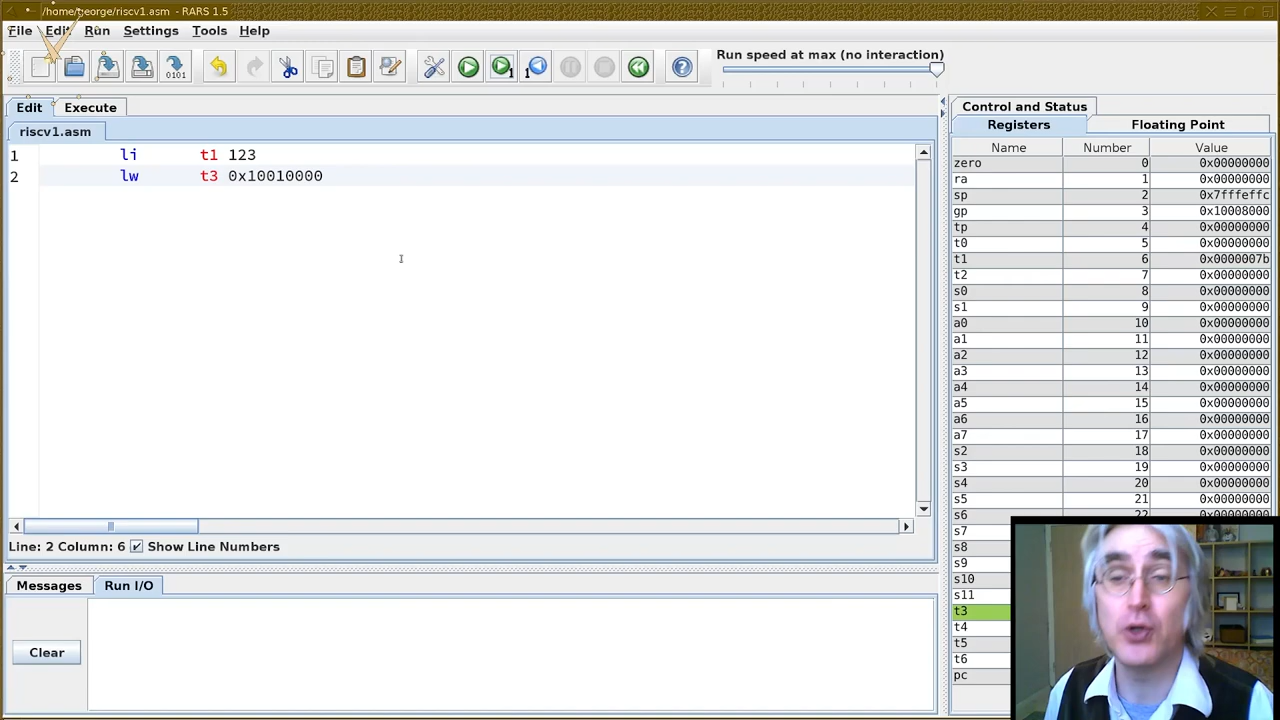 /home/george/riscv1.asm - RARS 1.5
File Edit Run Settings Tools Help
Run speed at max (no interaction)
0101
1
1
Edit Execute
riscv1.asm
1 li t1 123
2 lw t3 0x10010000
Line: 2 Column: 6 Show Line Numbers
Messages Run I/O
Clear
Control and Status
Registers Floating Point
Name Number Value
zero 0 0x00000000
ra 1 0x00000000
sp 2 0x7fffeffc
gp 3 0x10008000
tp 4 0x00000000
t0 5 0x00000000
t1 6 0x0000007b
t2 7 0x00000000
s0 8 0x00000000
s1 9 0x00000000
a0 10 0x00000000
a1 11 0x00000000
a2 12 0x00000000
a3 13 0x00000000
a4 14 0x00000000
a5 15 0x00000000
a6 16 0x00000000
a7 17 0x00000000
s2 18 0x00000000
s3 19 0x00000000
s4 20 0x00000000
s5 21 0x00000000
s6 22 0x00000000
s7
s8
s9
s10
s11
t3
t4
t5
t6
pc